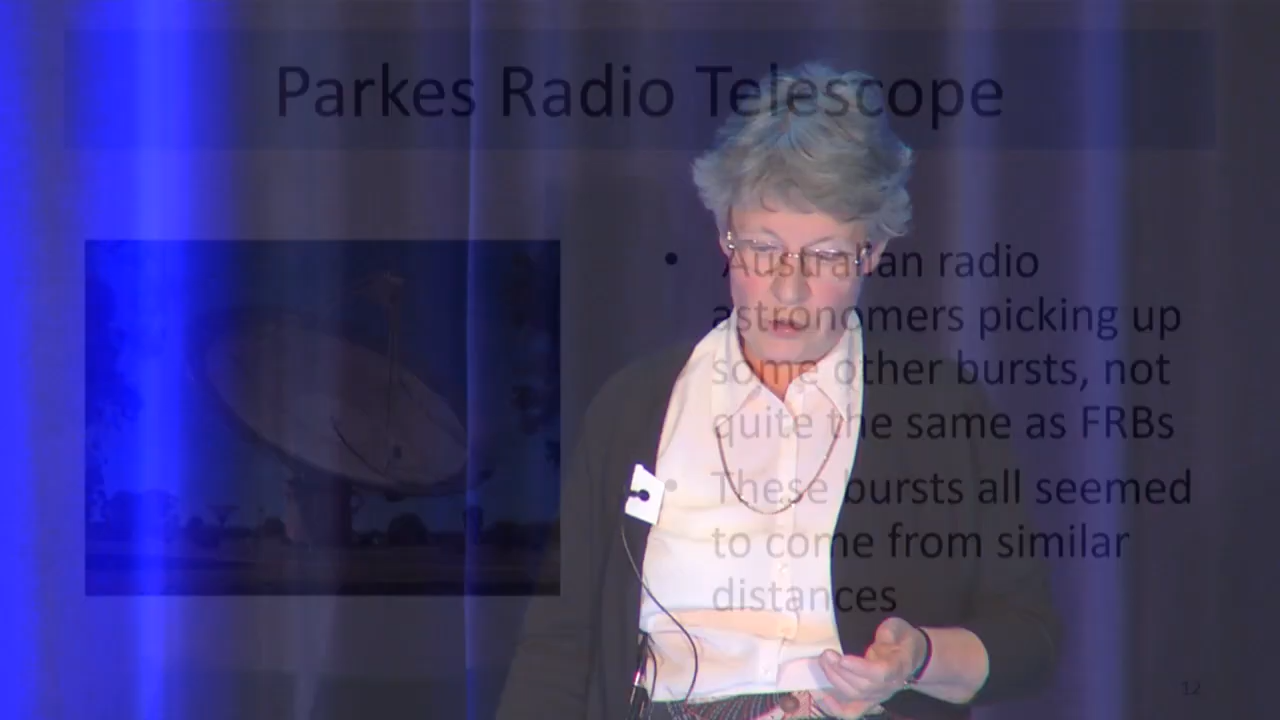 Parkes Radio Telescope
• Australian radio
astronomers picking up
some other bursts, not
quite the same as FRBs
• These bursts all seemed
to come from similar
distances
12